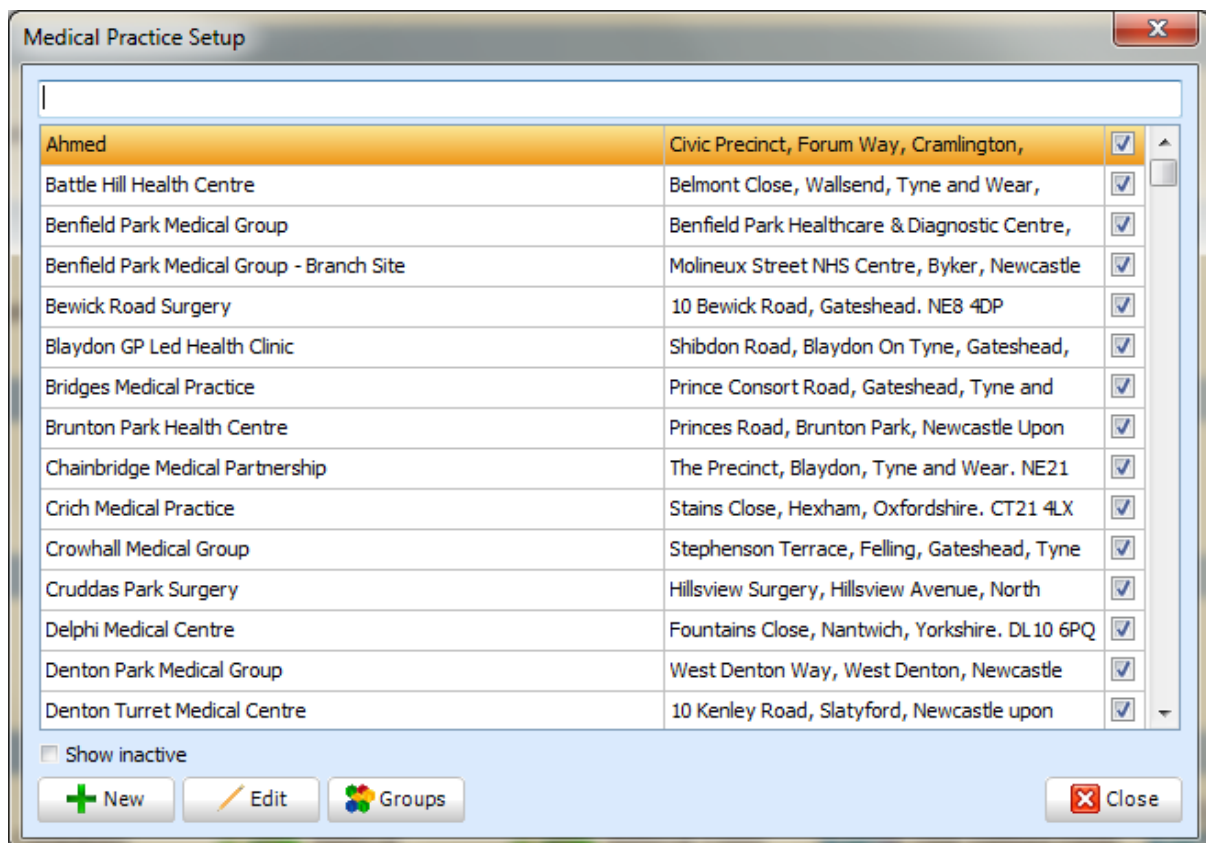 Medical Practice Setup
Ahmed Civic Precinct, Forum Way, Cramlington,
Battle Hill Health Centre Belmont Close, Wallsend, Tyne and Wear,
Benfield Park Medical Group Benfield Park Healthcare & Diagnostic Centre,
Benfield Park Medical Group - Branch Site Molineux Street NHS Centre, Byker, Newcastle
Bewick Road Surgery 10 Bewick Road, Gateshead. NE8 4DP
Blaydon GP Led Health Clinic Shibdon Road, Blaydon On Tyne, Gateshead,
Bridges Medical Practice Prince Consort Road, Gateshead, Tyne and
Brunton Park Health Centre Princes Road, Brunton Park, Newcastle Upon
Chainbridge Medical Partnership The Precinct, Blaydon, Tyne and Wear. NE21
Crich Medical Practice Stains Close, Hexham, Oxfordshire. CT21 4LX
Crowhall Medical Group Stephenson Terrace, Felling, Gateshead, Tyne
Cruddas Park Surgery Hillsview Surgery, Hillsview Avenue, North
Delphi Medical Centre Fountains Close, Nantwich, Yorkshire. DL10 6PQ
Denton Park Medical Group West Denton Way, West Denton, Newcastle
Denton Turret Medical Centre 10 Kenley Road, Slatyford, Newcastle upon
Show inactive
New Edit Groups Close